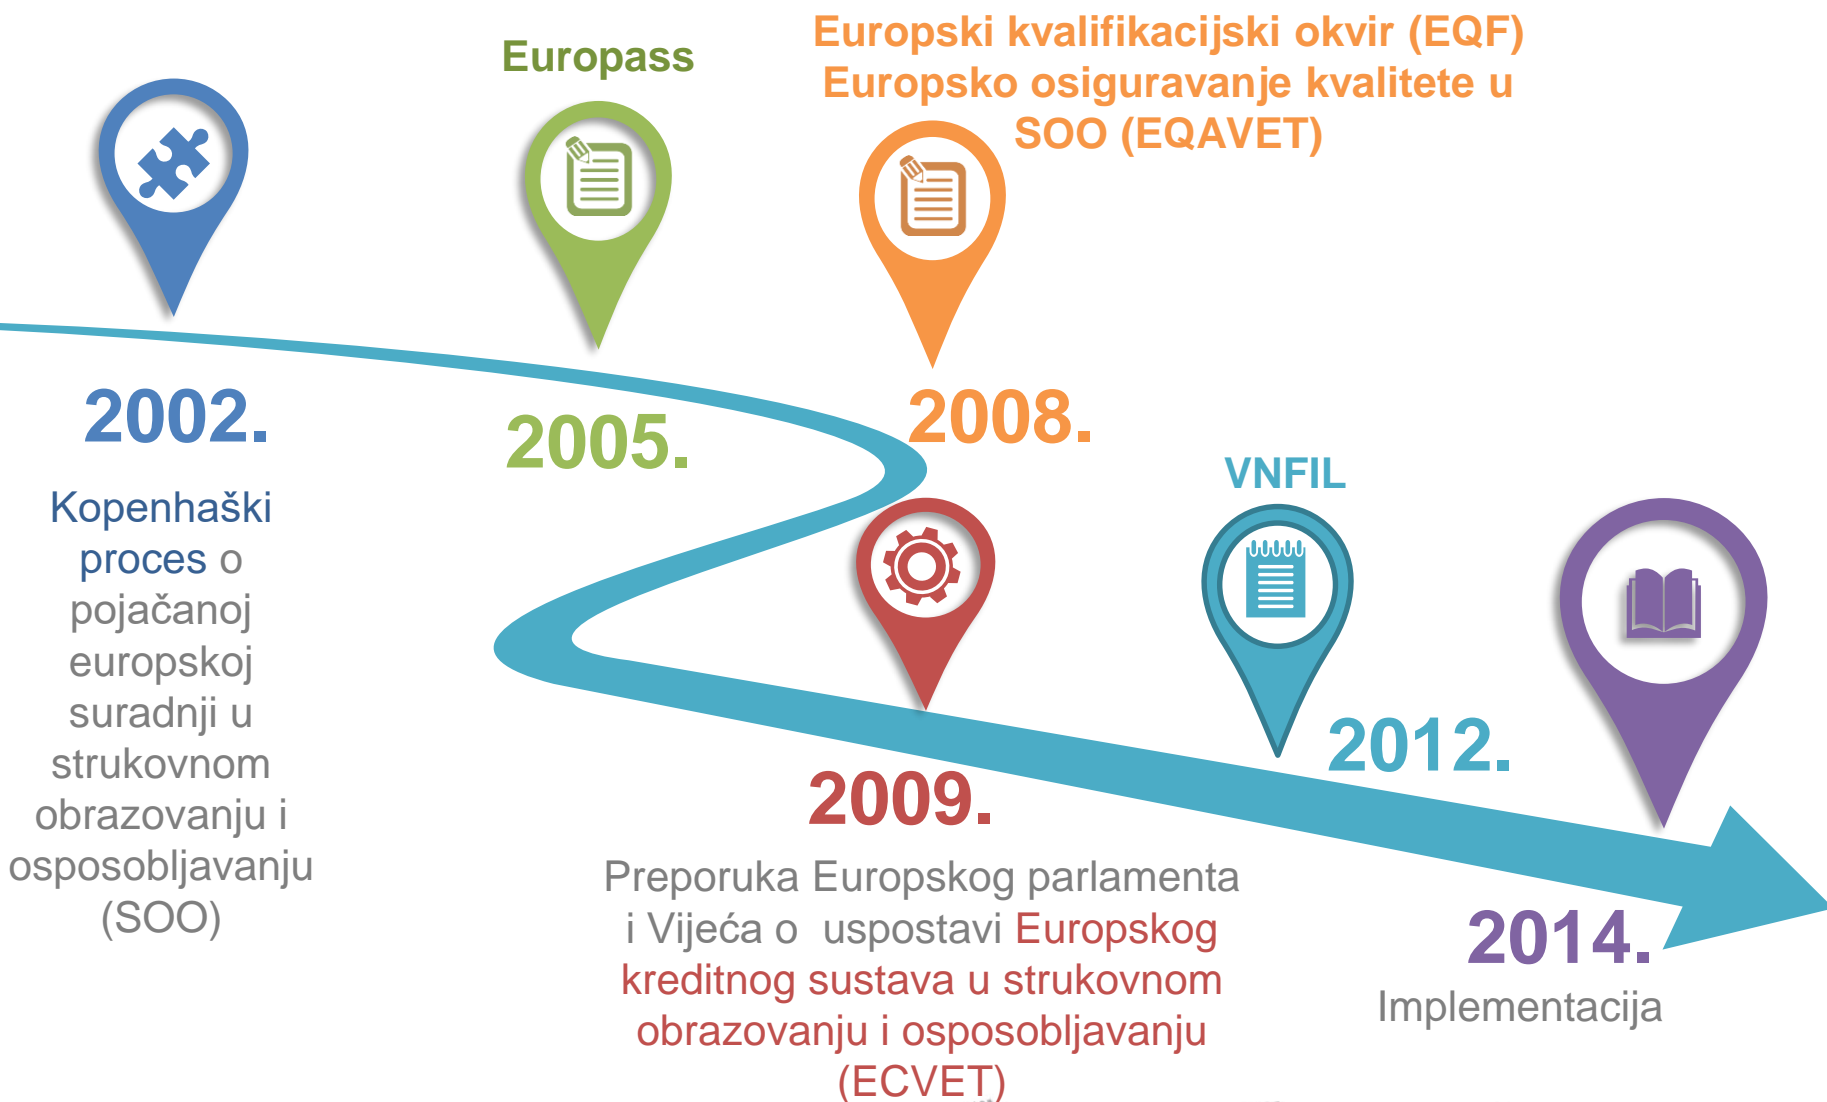 2002.
Kopenhaški
proces o
pojačanoj
europskoj
suradnji u
strukovnom
obrazovanju i
osposobljavanju
(SOO)
Europass
2005.
Europski kvalifikacijski okvir (EQF)
Europsko osiguravanje kvalitete u
SOO (EQAVET)
2008.
2009.
Preporuka Europskog parlamenta
i Vijeća o  uspostavi Europskog
kreditnog sustava u strukovnom
obrazovanju i osposobljavanju
(ECVET)
VNFIL
2012.
2014.
Implementacija